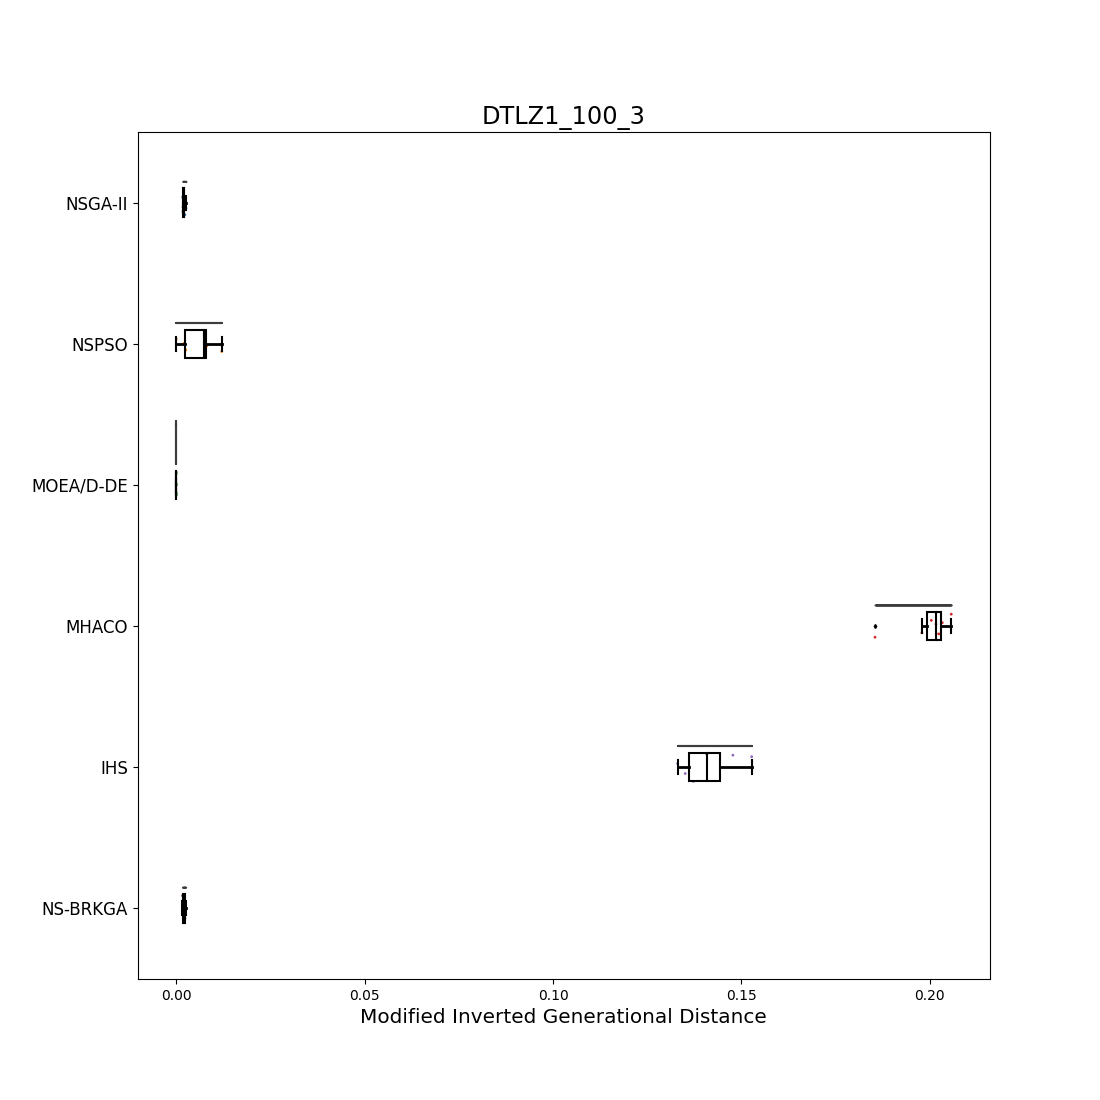 DTLZ1_100_3
NSGA-II
NSPSO
MOEA/D-DE
MHACO
IHS
NS-BRKGA
0.00 0.05 0.10 0.15 0.20
Modified Inverted Generational Distance